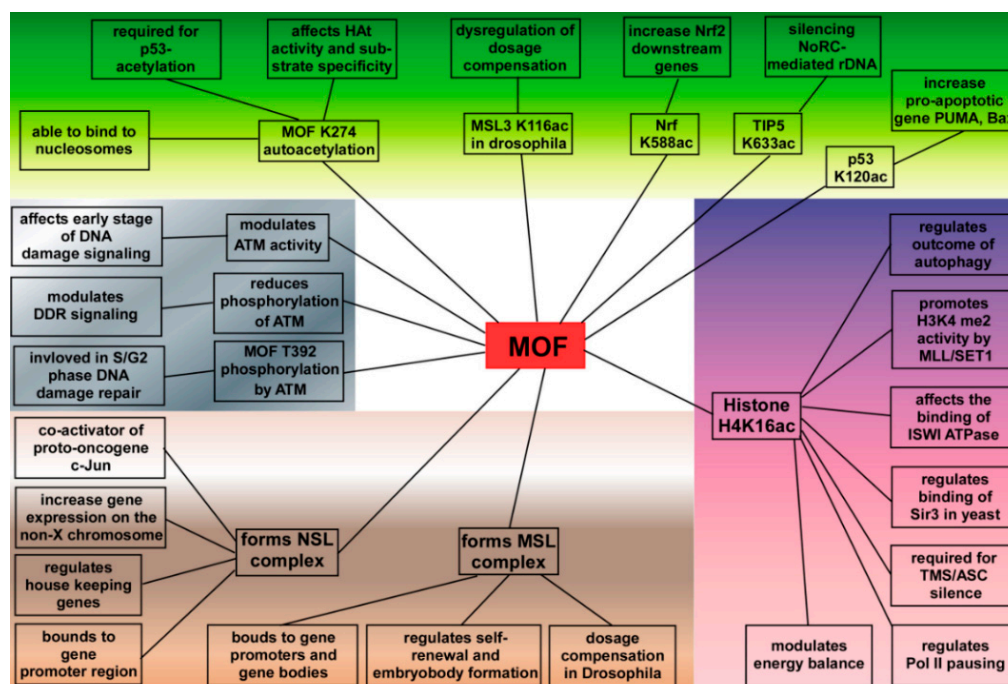 required for
p53-
acetylation
affects HAt
activity and sub-
strate specificity
dysregulation of
dosage
compensation
increase Nrf2
downstream
genes
silencing
NoRC-
mediated rDNA
increase
pro-apoptotic
gene PUMA, Bax
able to bind to
nucleosomes
MOF K274
autoacetylation
MSL3 K116ac
in drosophila
Nrf
K588ac
TIP5
K633ac
p53
K120ac
affects early stage
of DNA
damage signaling
modulates
ATM activity
modulates
DDR signaling
reduces
phosphorylation
of ATM
invloved in S/G2
phase DNA
damage repair
MOF T392
phosphorylation
by ATM
MOF
Histone
H4K16ac
regulates
outcome of
autophagy
promotes
H3K4 me2
activity by
MLL/SET1
affects the
binding of
ISWI ATPase
regulates
binding of
Sir3 in yeast
required for
TMS/ASC
silence
regulates
Pol II pausing
modulates
energy balance
co-activator of
proto-oncogene
c-Jun
increase gene
expression on the
non-X chromosome
regulates
house keeping
genes
bounds to
gene
promoter region
forms NSL
complex
forms MSL
complex
bouds to gene
promoters and
gene bodies
regulates self-
renewal and
embryobody formation
dosage
compensation
in Drosophila